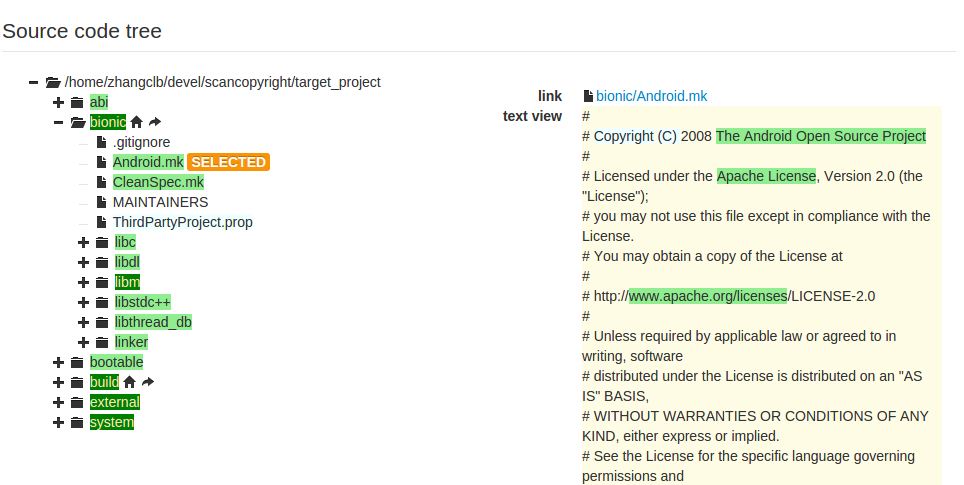 Source code tree
/home/zhangclb/devel/scancopyright/target_project
abi
bionic
.gitignore
Android.mk SELECTED
CleanSpec.mk
MAINTAINERS
ThirdPartyProject.prop
libc
libdl
libm
libstdc++
libthread_db
linker
bootable
build
external
system
link bionic/Android.mk
text view #
# Copyright (C) 2008 The Android Open Source Project
#
# Licensed under the Apache License, Version 2.0 (the
"License");
# you may not use this file except in compliance with the
License.
# You may obtain a copy of the License at
#
# http://www.apache.org/licenses/LICENSE-2.0
#
# Unless required by applicable law or agreed to in
writing, software
# distributed under the License is distributed on an "AS
IS" BASIS,
# WITHOUT WARRANTIES OR CONDITIONS OF ANY
KIND, either express or implied.
# See the License for the specific language governing
permissions and